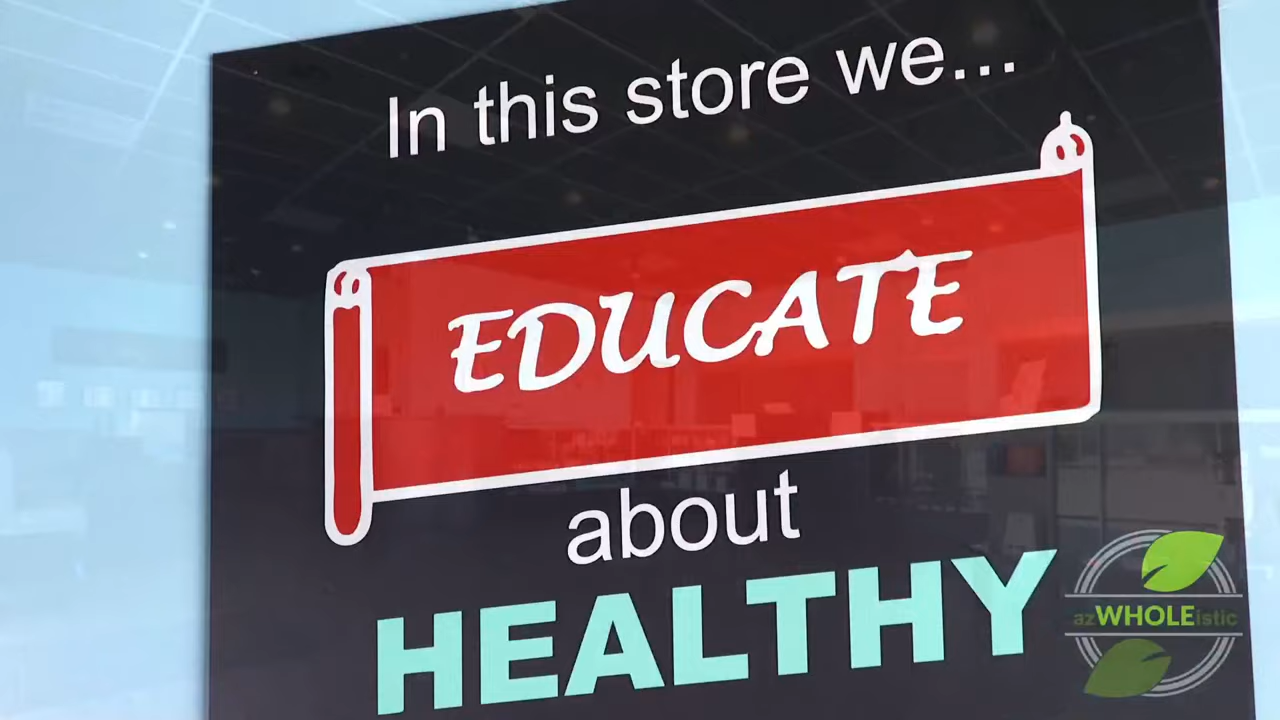 In this store we...
EDUCATE
about
HEALTHY
azWHOLEistic